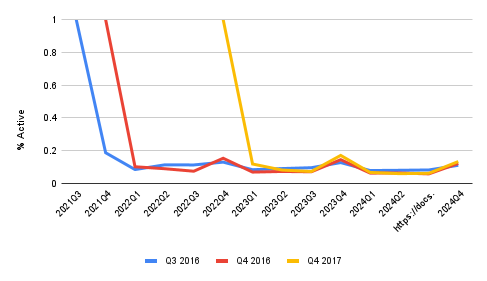 1
0.8
0.6
0.4
0.2
0
% Active
2021Q3
2021Q4
2022Q1
2022Q2
2022Q3
2022Q4
2023Q1
2023Q2
2023Q3
2023Q4
2024Q1
2024Q2
https://docs.
2024Q4
Q3 2016
Q4 2016
Q4 2017